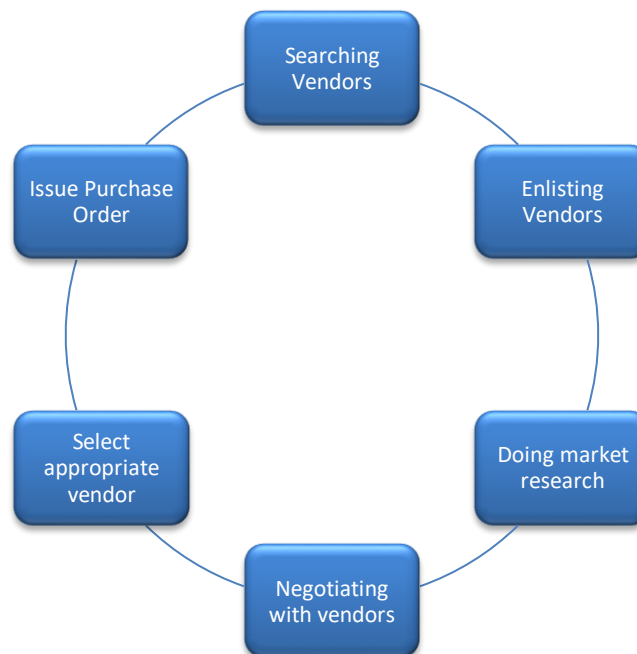 Searching
Vendors
Enlisting
Vendors
Doing market
research
Negotiating
with vendors
Select
appropriate
vendor
Issue Purchase
Order